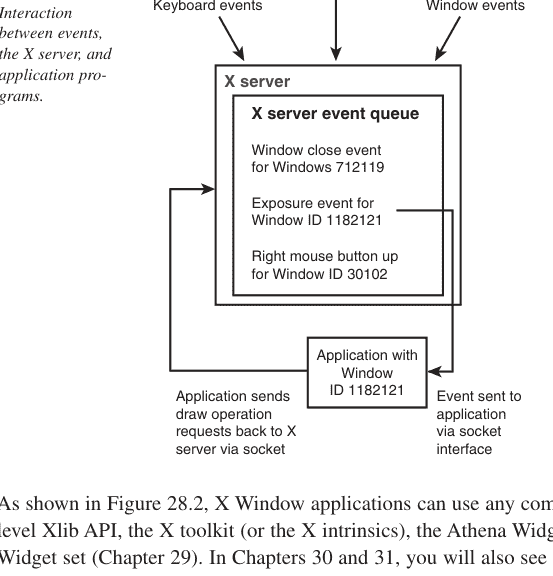 Keyboard events
Window events
Interaction
between events,
the X server, and
application pro-
grams.
X server
X server event queue
Window close event
for Windows 712119
Exposure event for
Window ID 1182121
Right mouse button up
for Window ID 30102
Application with
Window
ID 1182121
Application sends
draw operation
requests back to X
server via socket
Event sent to
application
via socket
interface
As shown in Figure 28.2, X Window applications can use any com
level Xlib API, the X toolkit (or the X intrinsics), the Athena Widg
Widget set (Chapter 29). In Chapters 30 and 31, you will also see